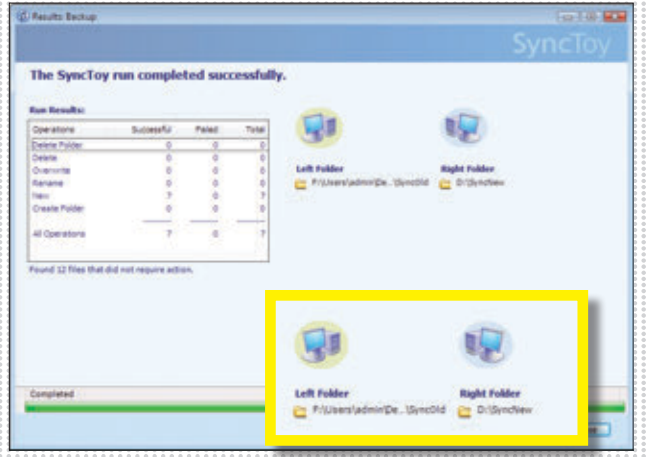 Results: Backup
SyncToy
The SyncToy run completed successfully.
Run Results:
Operations Successful Failed Total
Delete Folder 0 0 0
Delete 0 0 0
Overwrite 0 0 0
Rename 0 0 0
New 7 0 7
Create Folder 0 0 0
All Operations 7 0 7
Found 12 files that did not require action.
Left Folder Right Folder
F:\Users\admin\De...\SyncOld D:\SyncNew
Left Folder Right Folder
F:\Users\admin\De...\SyncOld D:\SyncNew
Completed